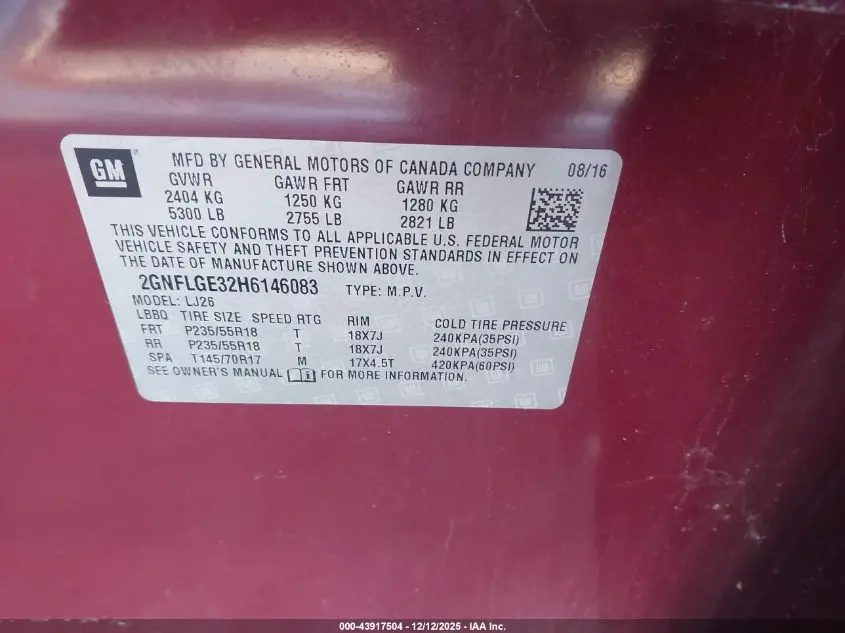 GM
MFD BY GENERAL MOTORS OF CANADA COMPANY 08/16
GVWR GAWR FRT GAWR RR
2404 KG 1250 KG 1280 KG
5300 LB 2755 LB 2821 LB
THIS VEHICLE CONFORMS TO ALL APPLICABLE U.S. FEDERAL MOTOR
VEHICLE SAFETY AND THEFT PREVENTION STANDARDS IN EFFECT ON
THE DATE OF MANUFACTURE SHOWN ABOVE.
2GNFLGE32H6146083 TYPE: M.P.V.
MODEL: LJ26
LBBQ TIRE SIZE SPEED RTG RIM COLD TIRE PRESSURE
FRT P235/55R18 T 18X7J 240KPA(35PSI)
RR P235/55R18 T 18X7J 240KPA(35PSI)
SPA T145/70R17 M 17X4.5T 420KPA(60PSI)
SEE OWNER'S MANUAL FOR MORE INFORMATION.
000-43917504 - 12/12/2025 - IAA Inc.